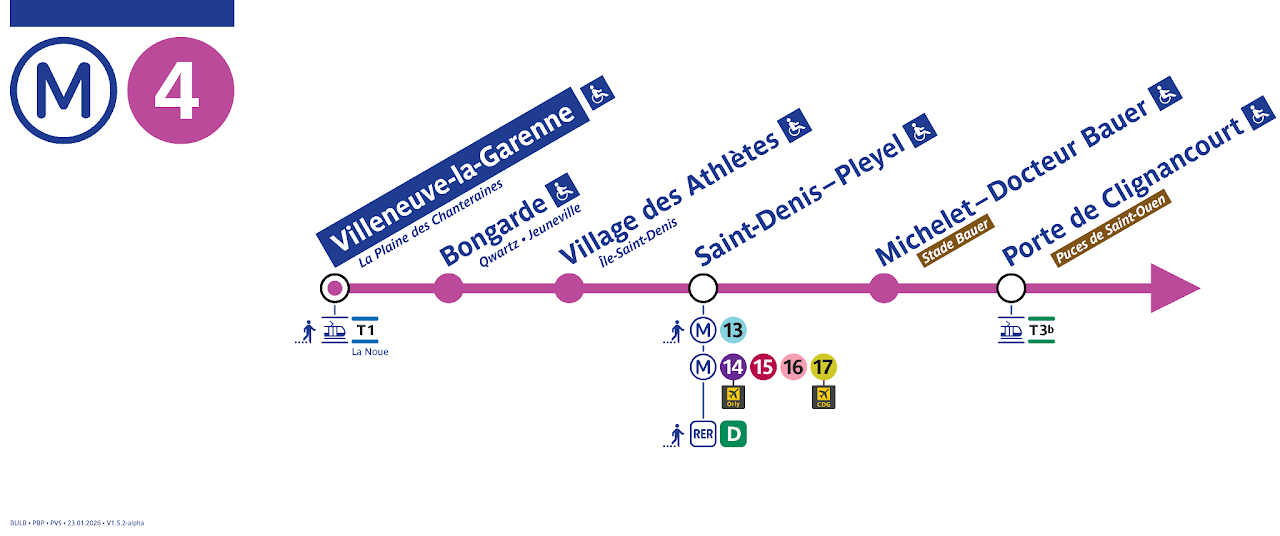 M 4
Villeneuve-la-Garenne
La Plaine des Chanteraines
Bongarde
Qwartz • Jeuneville
Village des Athlètes
Île-Saint-Denis
Saint-Denis–Pleyel
Michelet–Docteur Bauer
Stade Bauer
Porte de Clignancourt
Puces de Saint-Ouen
T1
La Noue
M 13
M 14 15 16 17
Orly CDG
RER D
T3b
BULB • PBP • PVS • 23.01.2026 • V1.5.2-alpha